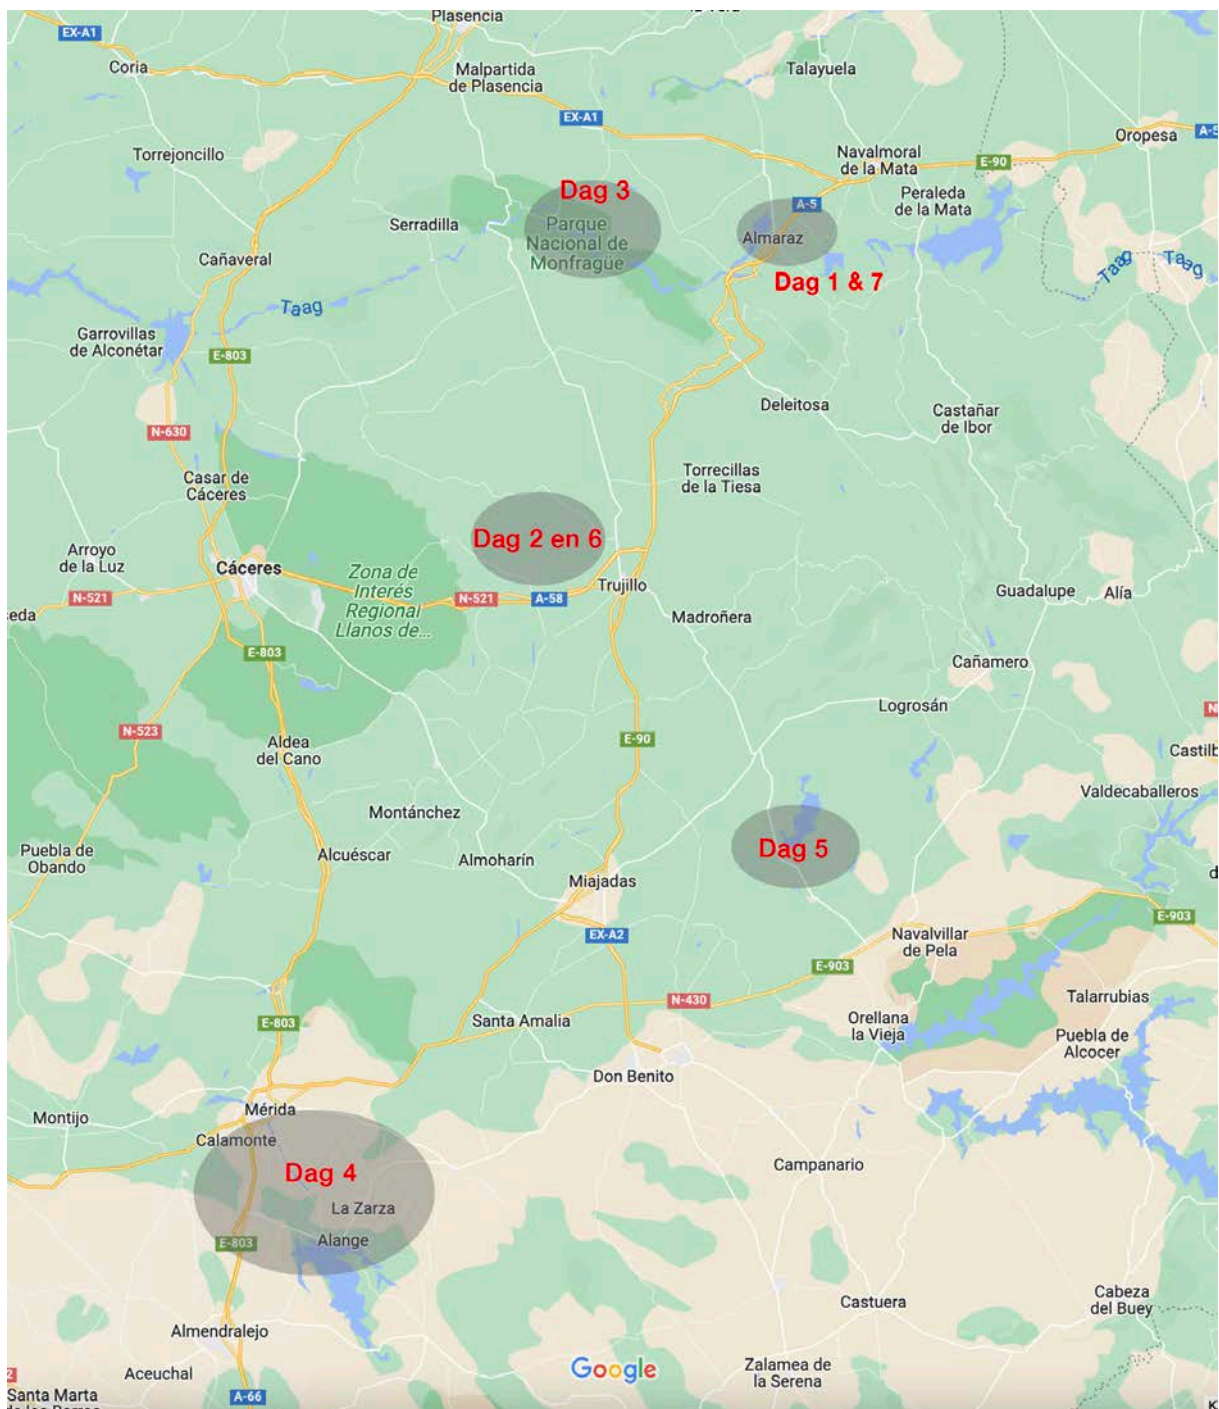 Plasencia
EX-A1
Coria
Malpartida
de Plasencia
Talayuela
EX-A1
Oropesa
A-5
Torrejoncillo
Navalmoral
de la Mata
E-90
Dag 3
Peraleda
de la Mata
A-5
Serradilla
Parque
Nacional de
Monfragüe
Almaraz
Cañaveral
Taag
Taag
Dag 1 & 7
Taag
Garrovillas
de Alconétar
E-803
Deleitosa
Castañar
de Ibor
N-630
Casar de
Cáceres
Torrecillas
de la Tiesa
Dag 2 en 6
Arroyo
de la Luz
Cáceres
Zona de
Interés
Regional
Llanos de...
Trujillo
Guadalupe
Alía
N-521
N-521
A-58
eda
Madroñera
E-803
Cañamero
Logrosán
N-523
E-90
N
Aldea
del Cano
Castilb
Valdecaballeros
Montánchez
Puebla de
Obando
Alcuéscar
Almoharín
Dag 5
Miajadas
d
E-903
EX-A2
Navalvillar
de Pela
E-903
N-430
Talarrubias
E-803
Santa Amalia
Orellana
la Vieja
Puebla de
Alcocer
Don Benito
Mérida
Montijo
Calamonte
Campanario
Dag 4
La Zarza
E-803
Alange
Castuera
Cabeza
del Buey
Almendralejo
Google
Zalamea de
la Serena
Aceuchal
2
A-66
Santa Marta
K